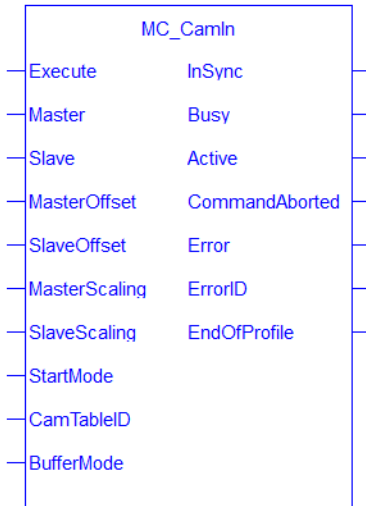 MC_CamIn
Execute InSync
Master Busy
Slave Active
MasterOffset CommandAborted
SlaveOffset Error
MasterScaling ErrorID
SlaveScaling EndOfProfile
StartMode
CamTableID
BufferMode